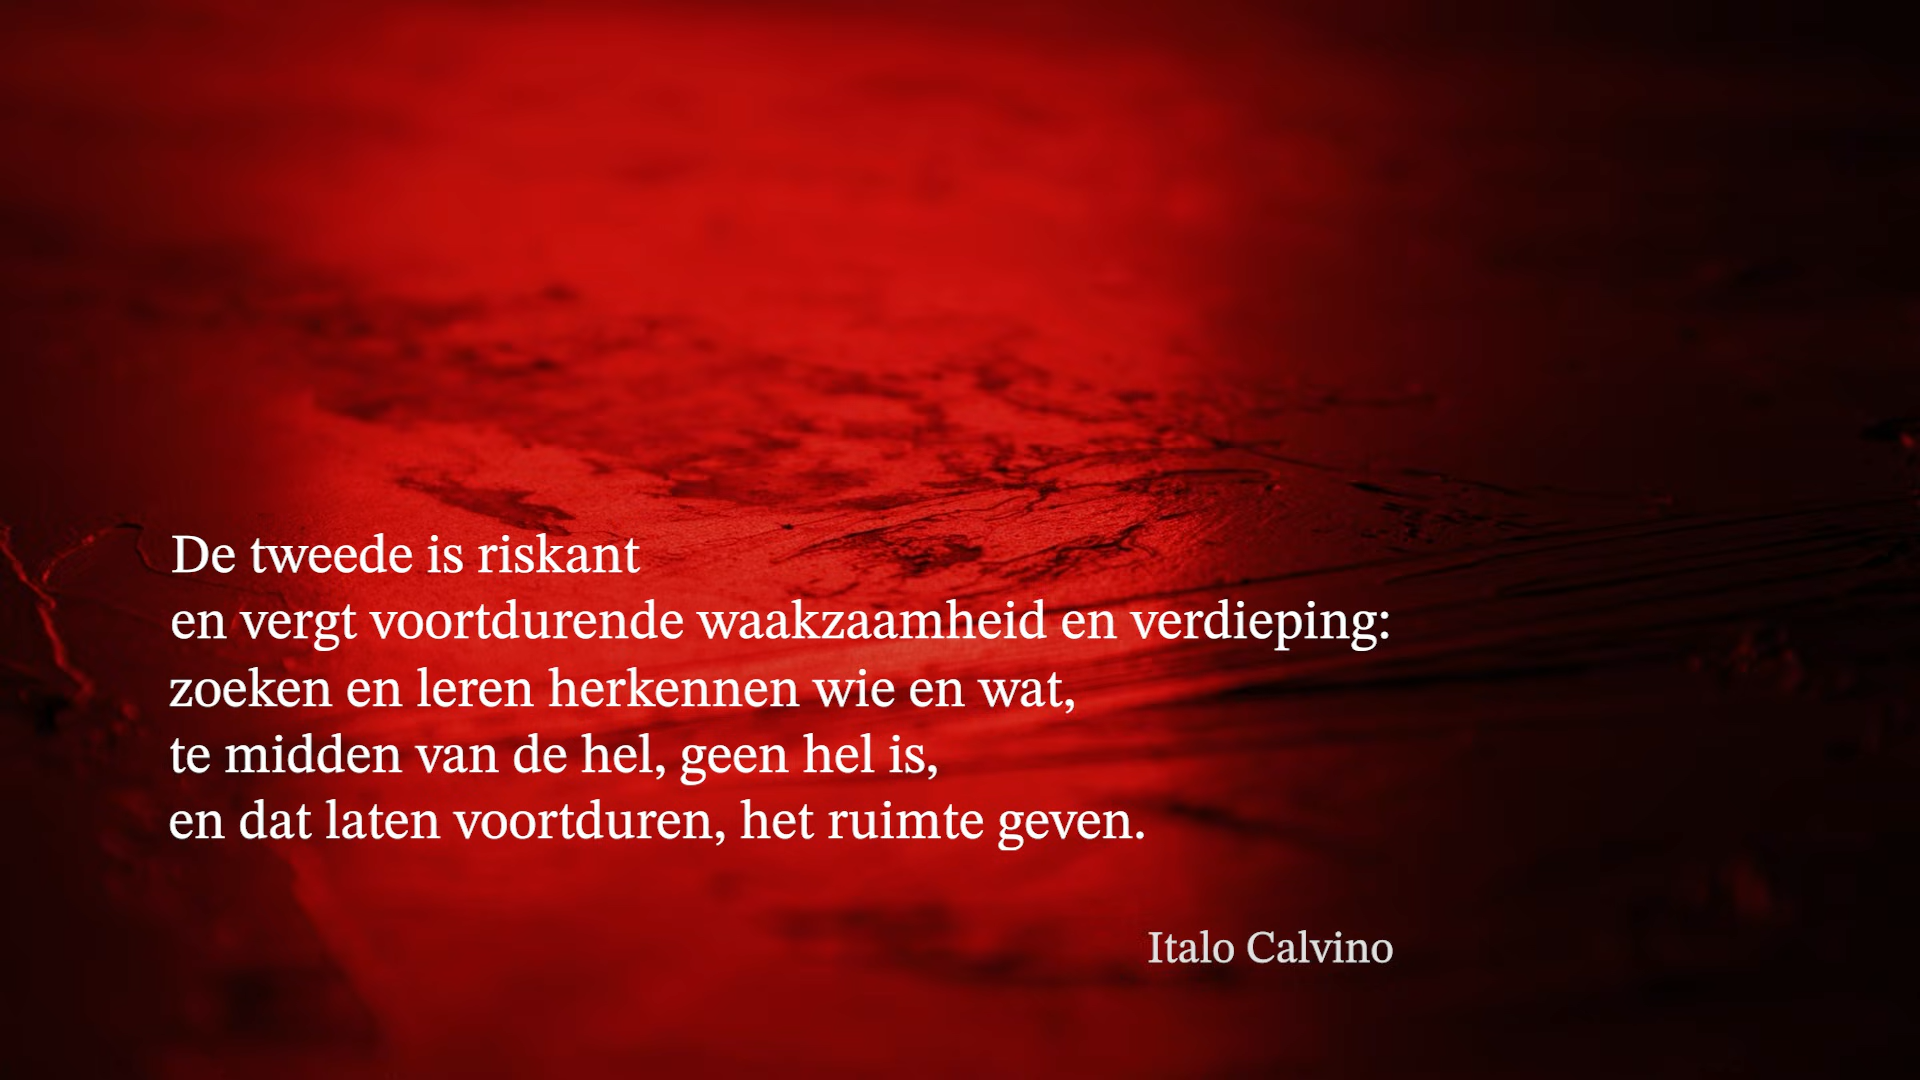 De tweede is riskant
en vergt voortdurende waakzaamheid en verdieping:
zoeken en leren herkennen wie en wat,
te midden van de hel, geen hel is,
en dat laten voortduren, het ruimte geven.
Italo Calvino